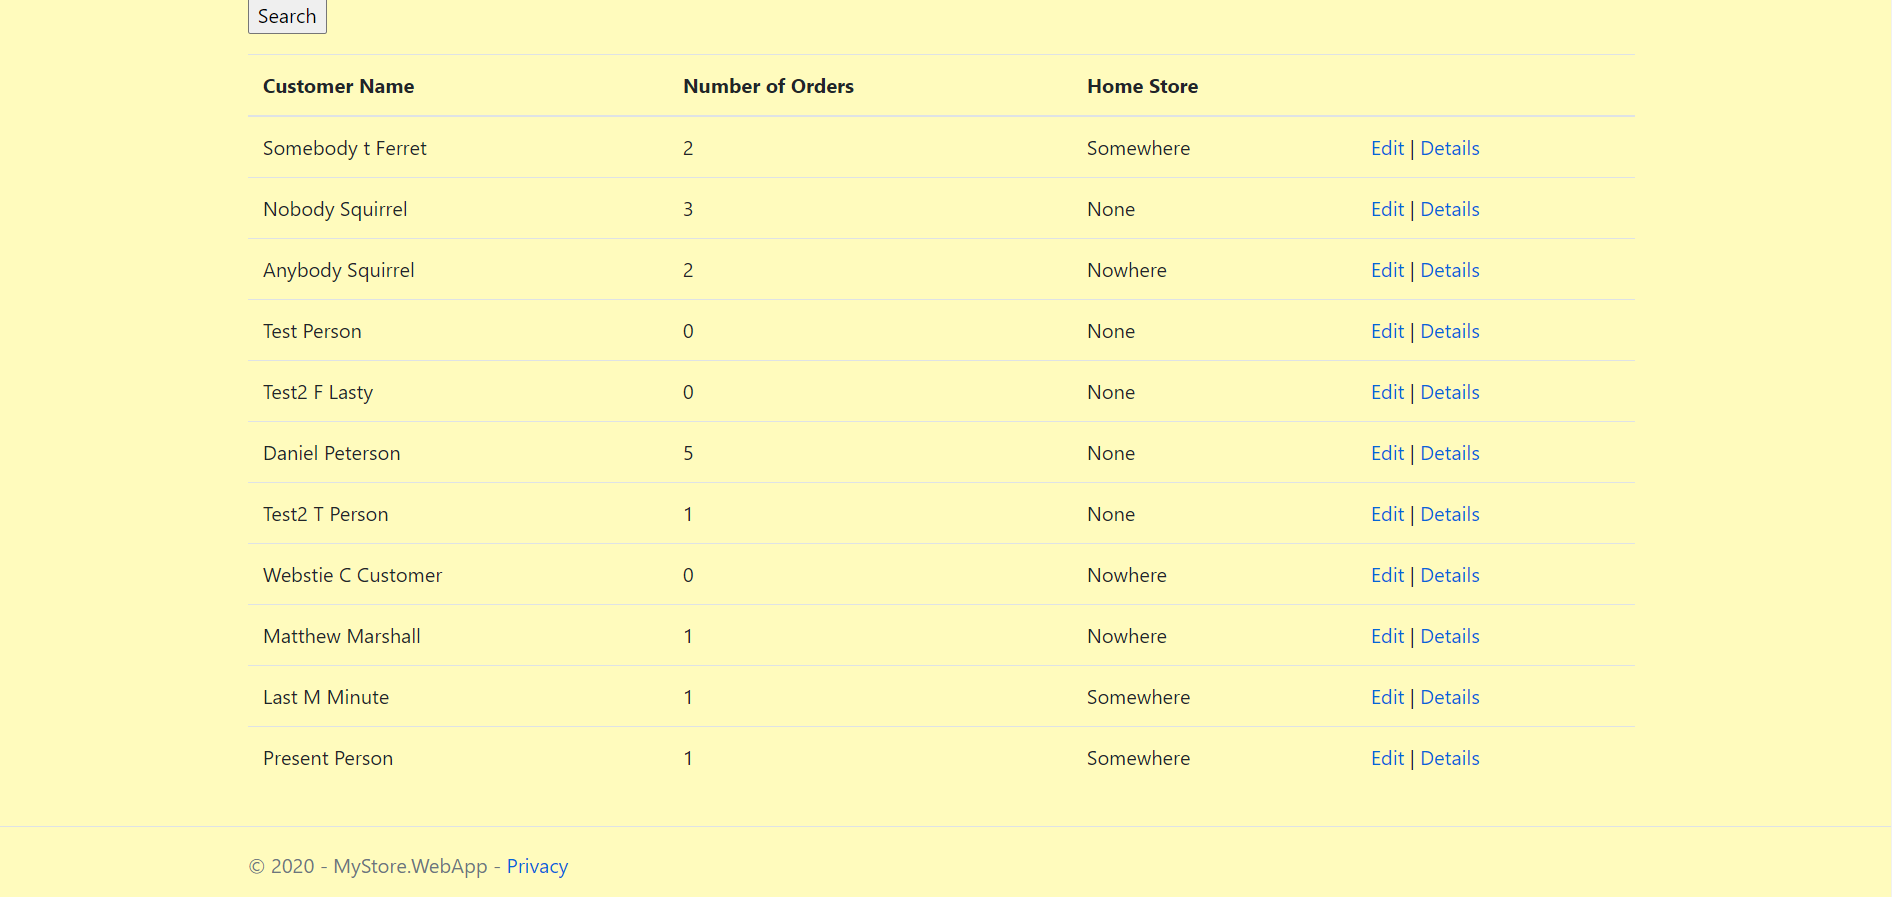 Search
Customer Name Number of Orders Home Store
Somebody t Ferret 2 Somewhere Edit | Details
Nobody Squirrel 3 None Edit | Details
Anybody Squirrel 2 Nowhere Edit | Details
Test Person 0 None Edit | Details
Test2 F Lasty 0 None Edit | Details
Daniel Peterson 5 None Edit | Details
Test2 T Person 1 None Edit | Details
Webstie C Customer 0 Nowhere Edit | Details
Matthew Marshall 1 Nowhere Edit | Details
Last M Minute 1 Somewhere Edit | Details
Present Person 1 Somewhere Edit | Details
© 2020 - MyStore.WebApp - Privacy